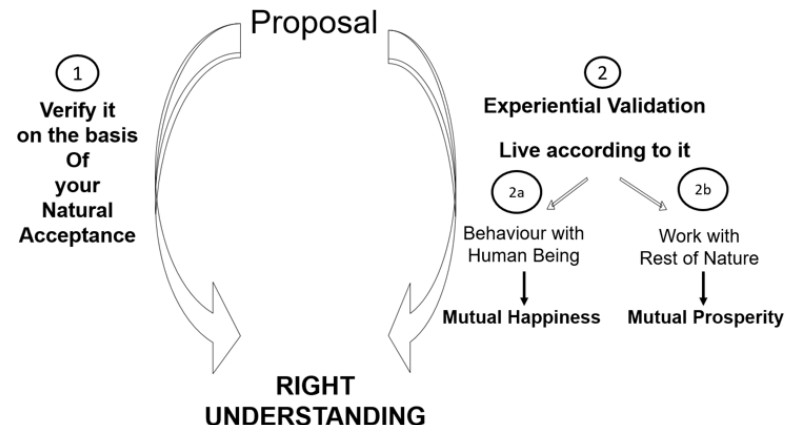 Proposal
1
Verify it
on the basis
Of
your
Natural
Acceptance
2
Experiential Validation
Live according to it
2a
Behaviour with
Human Being
Mutual Happiness
2b
Work with
Rest of Nature
Mutual Prosperity
RIGHT
UNDERSTANDING